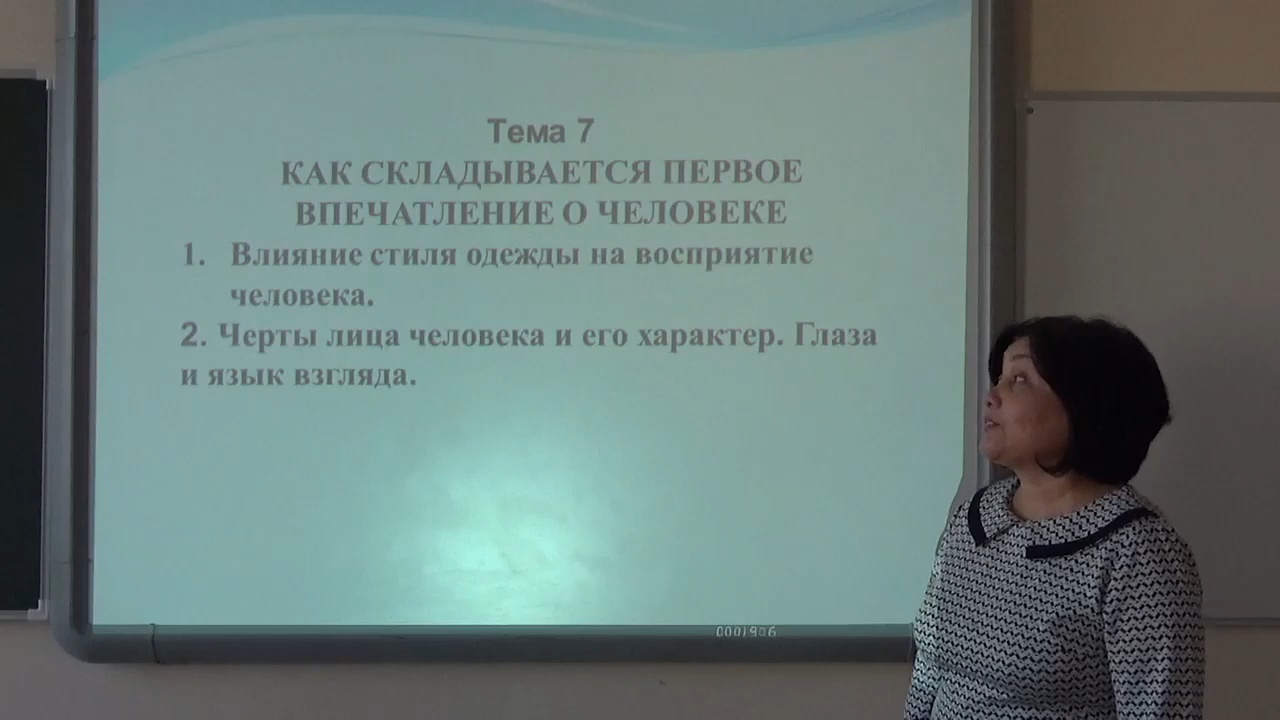 Тема 7
КАК СКЛАДЫВАЕТСЯ ПЕРВОЕ
ВПЕЧАТЛЕНИЕ О ЧЕЛОВЕКЕ
1. Влияние стиля одежды на восприятие
человека.
2. Черты лица человека и его характер. Глаза
и язык взгляда.
0001906